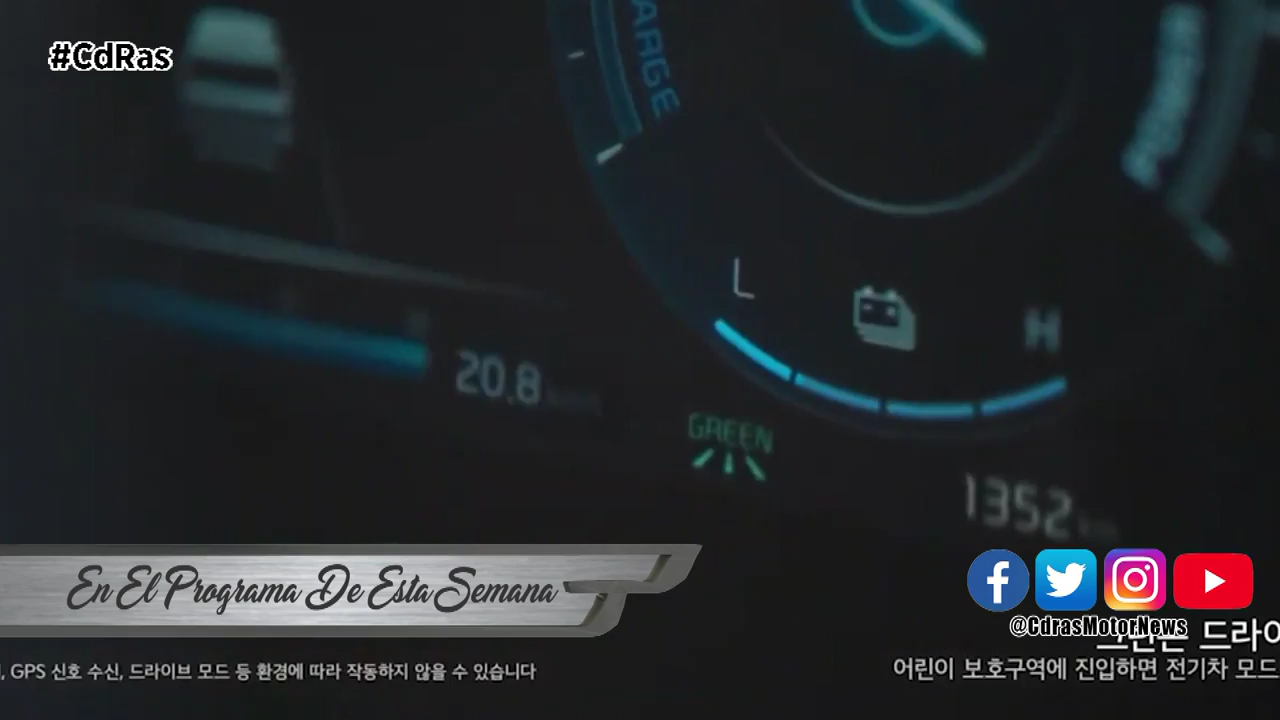 #CdRas
ARGE
L
H
20.8
GREEN
1352
En El Programa De Esta Semana
@CdrasMotorNews
드라이
GPS 신호 수신, 드라이브 모드 등 환경에 따라 작동하지 않을 수 있습니다
어린이 보호구역에 진입하면 전기차 모드